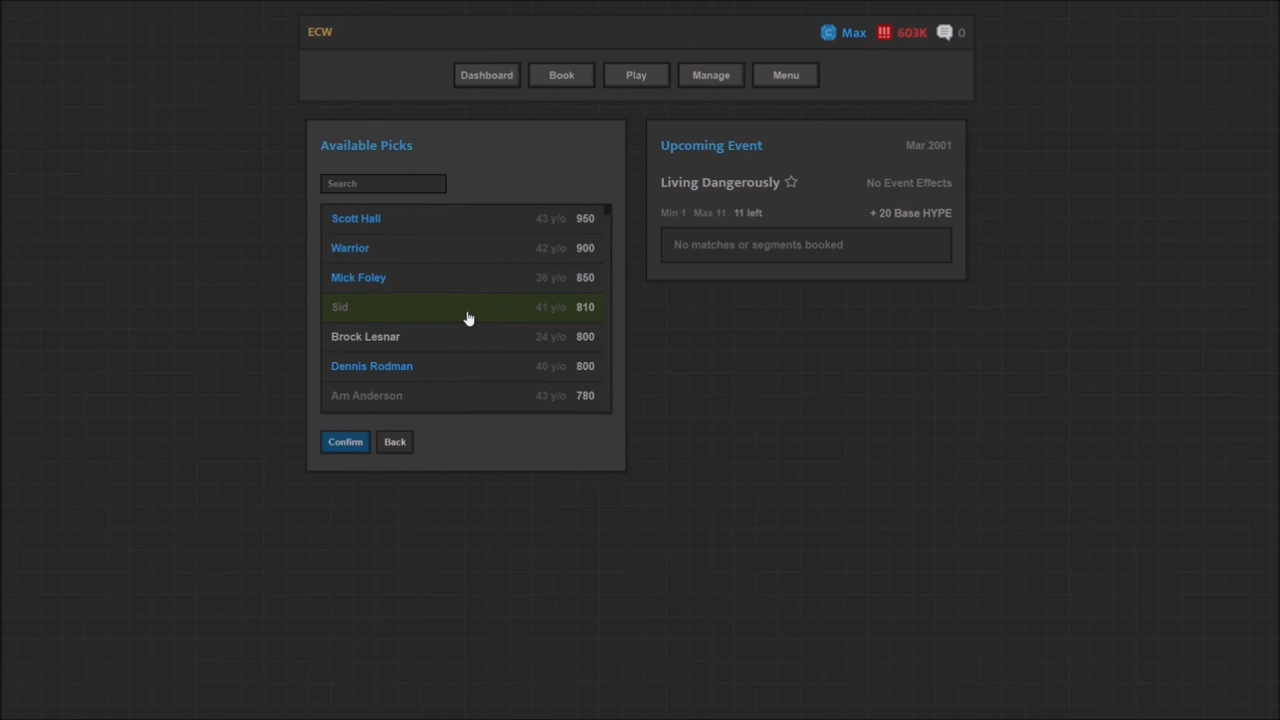 ECW
Max 603K 0
Dashboard Book Play Manage Menu
Available Picks
Search
Scott Hall 43 y/o 950
Warrior 42 y/o 900
Mick Foley 36 y/o 850
Sid 41 y/o 810
Brock Lesnar 24 y/o 800
Dennis Rodman 40 y/o 800
Arn Anderson 43 y/o 780
Confirm Back
Upcoming Event Mar 2001
Living Dangerously No Event Effects
Min 1 Max 11 11 left + 20 Base HYPE
No matches or segments booked